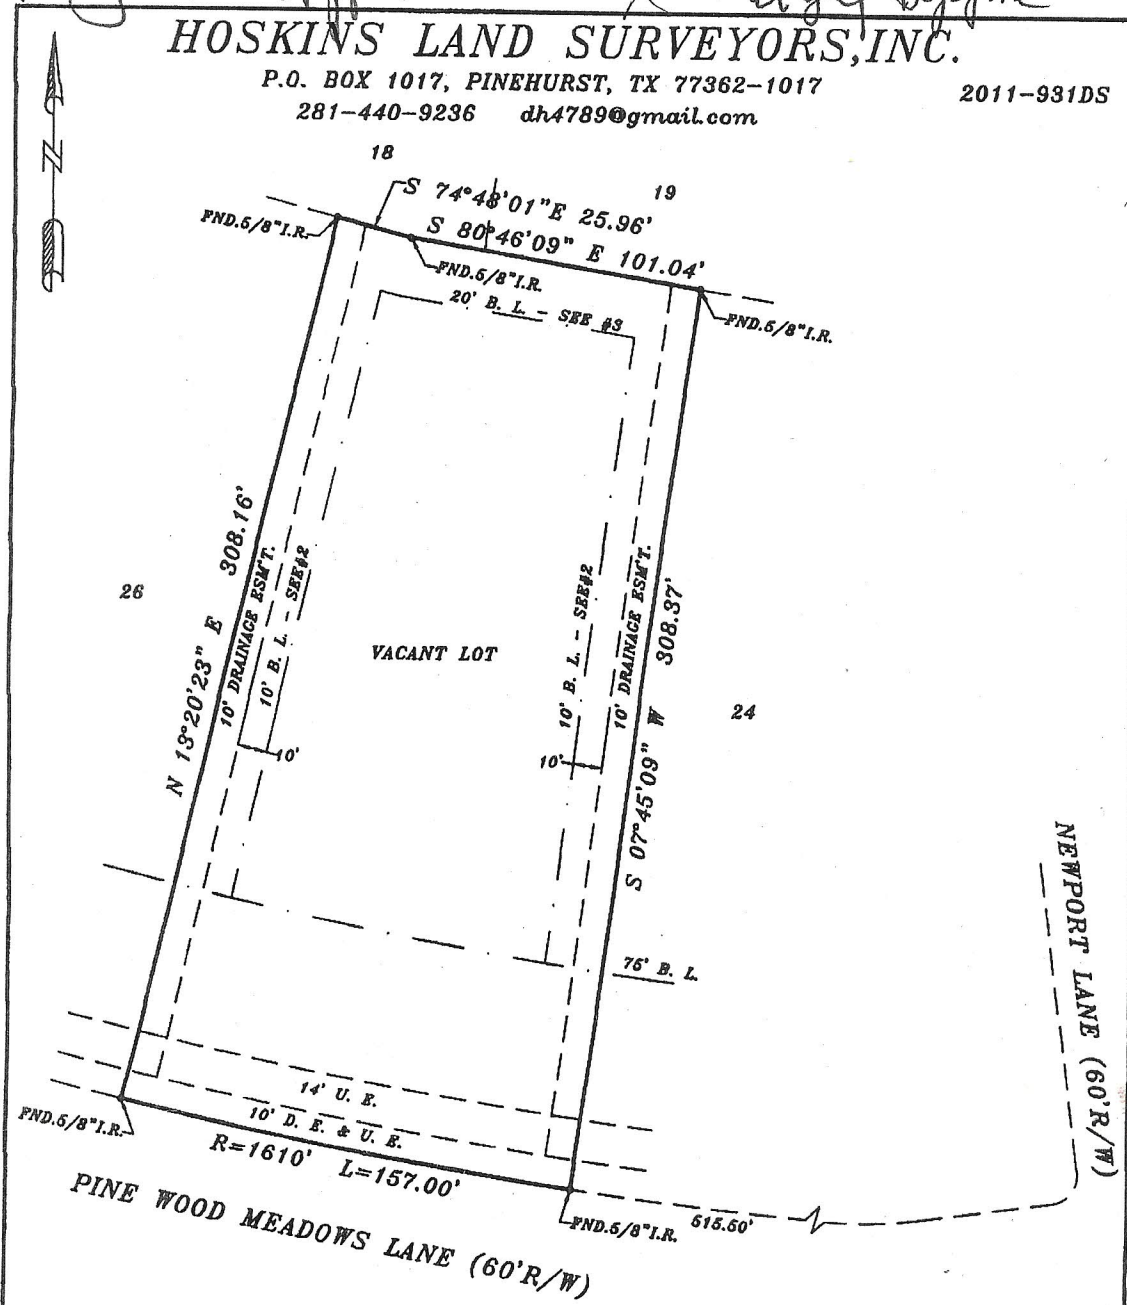 HOSKINS LAND SURVEYORS, INC.
P.O. BOX 1017, PINEHURST, TX 77362-1017
2011-931DS
281-440-9236 dh4789@gmail.com
N
18
19
S 74°48'01"E 25.96'
FND.5/8"I.R.
S 80°46'09" E 101.04'
FND.5/8"I.R.
20' B. L. - SEE #3
FND.5/8"I.R.
N 13°20'23" E 308.16'
10' DRAINAGE ESM'T.
10' B. L. - SEE#2
10' B. L. - SEE#2
10' DRAINAGE ESM'T.
S 07°45'09" W 308.37'
26
VACANT LOT
24
10'
10'
75' B. L.
NEWPORT LANE (60'R/W)
14' U. E.
10' D. E. & U. E.
FND.5/8"I.R.
R=1610' L=157.00'
PINE WOOD MEADOWS LANE (60'R/W)
FND.5/8"I.R.
515.50'